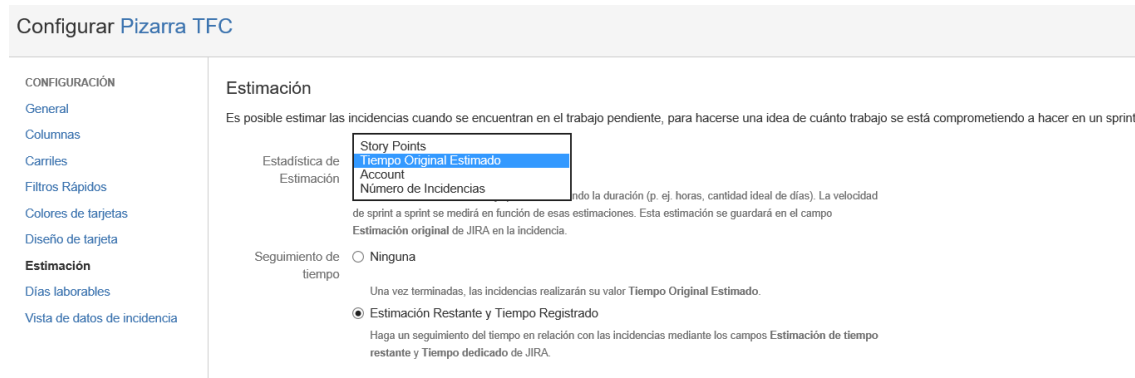 Configurar Pizarra TFC
CONFIGURACIÓN
General
Columnas
Carriles
Filtros Rápidos
Colores de tarjetas
Diseño de tarjeta
Estimación
Días laborables
Vista de datos de incidencia
Estimación
Es posible estimar las incidencias cuando se encuentran en el trabajo pendiente, para hacerse una idea de cuánto trabajo se está comprometiendo a hacer en un sprint
Estadística de
Estimación
Story Points
Tiempo Original Estimado
Account
Número de Incidencias
ndo la duración (p. ej. horas, cantidad ideal de días). La velocidad
de sprint a sprint se medirá en función de esas estimaciones. Esta estimación se guardará en el campo
Estimación original de JIRA en la incidencia.
Seguimiento de
tiempo
Ninguna
Una vez terminadas, las incidencias realizarán su valor Tiempo Original Estimado.
Estimación Restante y Tiempo Registrado
Haga un seguimiento del tiempo en relación con las incidencias mediante los campos Estimación de tiempo
restante y Tiempo dedicado de JIRA.